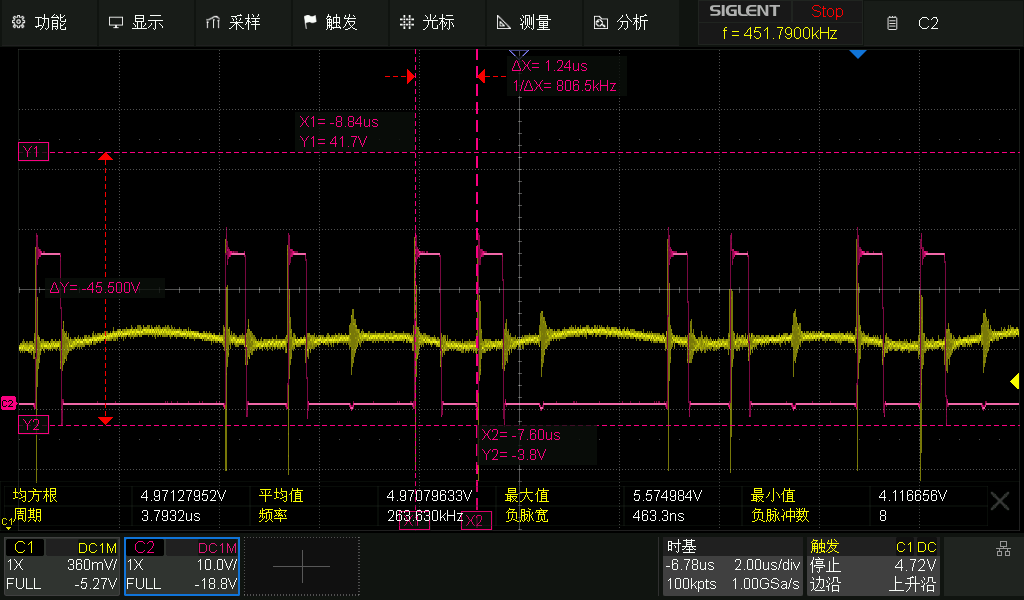 功能 显示 采样 触发 光标 测量 分析 SIGLENT Stop C2
f = 451.7900kHz
ΔX= 1.24us
1/ΔX= 806.5kHz
X1= -8.84us
Y1= 41.7V
Y1
ΔY= -45.500V
C2
Y2
X2= -7.60us
Y2= -3.8V
均方根 4.97127952V 平均值 4.97079633V 最大值 5.574984V 最小值 4.116656V
周期 3.7932us 频率 263.630kHz 负脉宽 463.3ns 负脉冲数 8
C1
X1 X2
C1 DC1M C2 DC1M 时基 触发 C1 DC
1X 360mV/ 1X 10.0V/ -6.78us 2.00us/div 停止 4.72V
FULL -5.27V FULL -18.8V 100kpts 1.00GSa/s 边沿 上升沿